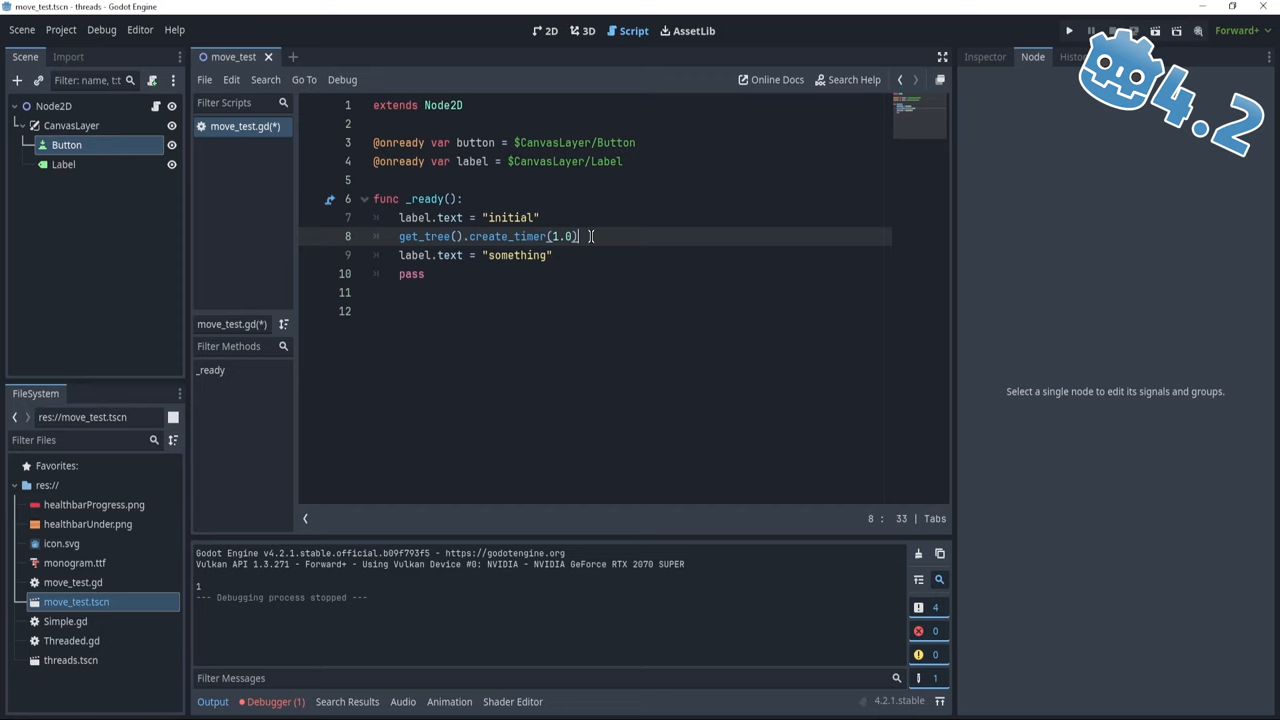 move_test.tscn - threads - Godot Engine
Scene Project Debug Editor Help
2D 3D Script AssetLib
Forward+
Scene Import
Filter: name, t:t
Node2D
CanvasLayer
Button
Label
FileSystem
res://move_test.tscn
Filter Files
Favorites:
res://
healthbarProgress.png
healthbarUnder.png
icon.svg
monogram.ttf
move_test.gd
move_test.tscn
Simple.gd
Threaded.gd
threads.tscn
move_test
File Edit Search Go To Debug
Online Docs Search Help
Filter Scripts
move_test.gd(*)
move_test.gd(*)
Filter Methods
_ready
1 extends Node2D
2
3 @onready var button = $CanvasLayer/Button
4 @onready var label = $CanvasLayer/Label
5
6 func _ready():
7 label.text = "initial"
8 get_tree().create_timer(1.0)
9 label.text = "something"
10 pass
11
12
8 : 33 | Tabs
Godot Engine v4.2.1.stable.official.b09f793f5 - https://godotengine.org
Vulkan API 1.3.271 - Forward+ - Using Vulkan Device #0: NVIDIA - NVIDIA GeForce RTX 2070 SUPER
1
--- Debugging process stopped ---
4
0
0
1
Filter Messages
Output Debugger (1) Search Results Audio Animation Shader Editor
4.2.1.stable
Inspector Node
4.2
Select a single node to edit its signals and groups.